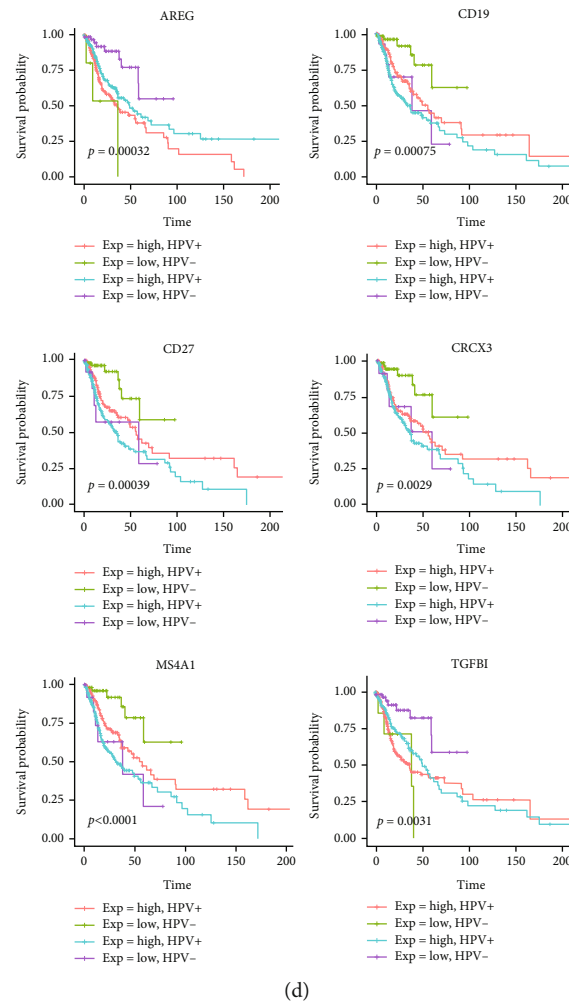 AREG
Survival probability
1.00
0.75
0.50
0.25
0.00
p = 0.00032
0 50 100 150 200
Time
Exp = high, HPV+
Exp = low, HPV−
Exp = high, HPV+
Exp = low, HPV−
CD19
Survival probability
1.00
0.75
0.50
0.25
0.00
p = 0.00075
0 50 100 150 200
Time
Exp = high, HPV+
Exp = low, HPV−
Exp = high, HPV+
Exp = low, HPV−
CD27
Survival probability
1.00
0.75
0.50
0.25
0.00
p = 0.00039
0 50 100 150 200
Time
Exp = high, HPV+
Exp = low, HPV−
Exp = high, HPV+
Exp = low, HPV−
CRCX3
Survival probability
1.00
0.75
0.50
0.25
0.00
p = 0.0029
0 50 100 150 200
Time
Exp = high, HPV+
Exp = low, HPV−
Exp = high, HPV+
Exp = low, HPV−
MS4A1
Survival probability
1.00
0.75
0.50
0.25
0.00
p<0.0001
0 50 100 150 200
Time
Exp = high, HPV+
Exp = low, HPV−
Exp = high, HPV+
Exp = low, HPV−
TGFBI
Survival probability
1.00
0.75
0.50
0.25
0.00
p = 0.0031
0 50 100 150 200
Time
Exp = high, HPV+
Exp = low, HPV−
Exp = high, HPV+
Exp = low, HPV−
(d)